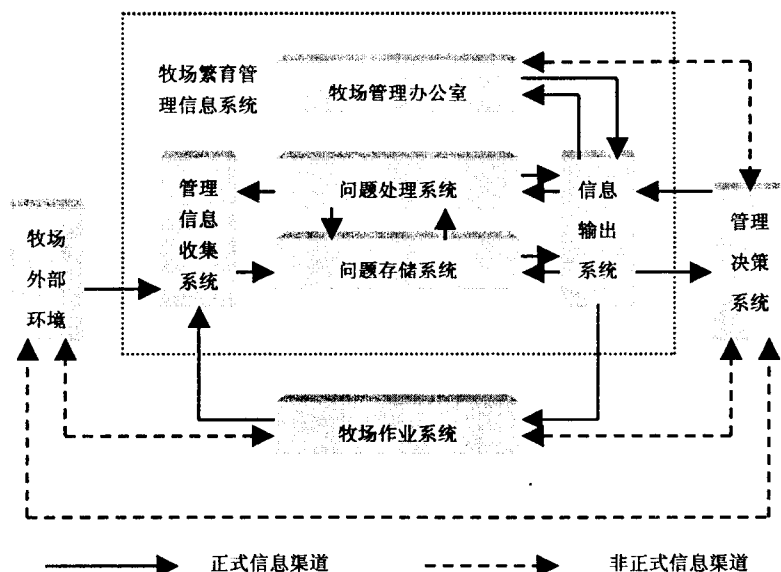 牧场繁育管
理信息系统
牧场管理办公室
管理
信息
收集
系统
问题处理系统
问题存储系统
信息
输出
系统
牧场
外部
环境
管理
决策
系统
牧场作业系统
正式信息渠道
非正式信息渠道